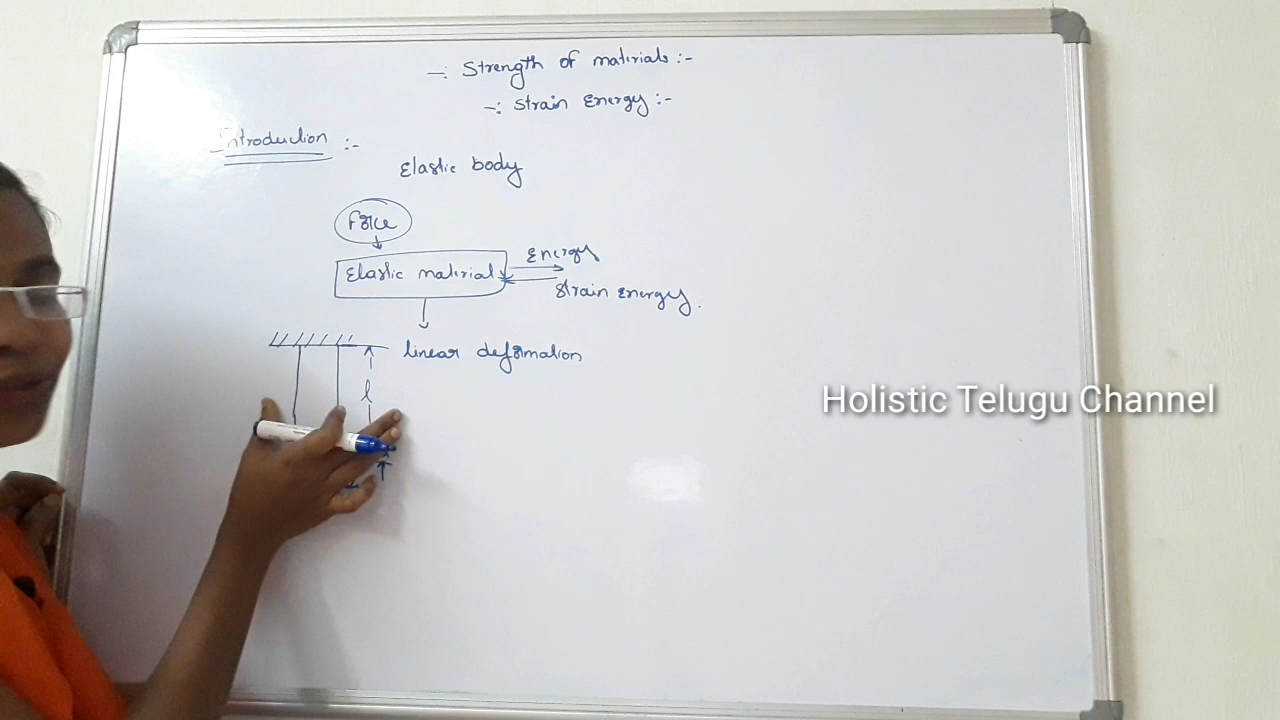 -: Strength of materials :-
-: Strain Energy :-
Introduction :-
Elastic body
Force
Elastic material
Energy
Strain energy.
linear deformation
l
Holistic Telugu Channel